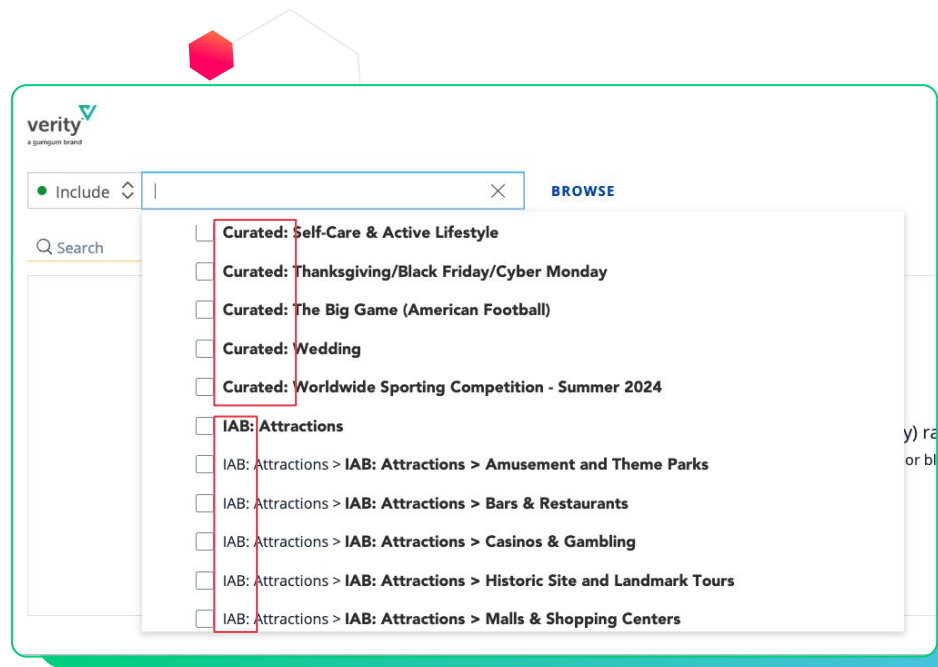 verity
a gumgum brand
Include
BROWSE
Search
Curated: Self-Care & Active Lifestyle
Curated: Thanksgiving/Black Friday/Cyber Monday
Curated: The Big Game (American Football)
Curated: Wedding
Curated: Worldwide Sporting Competition - Summer 2024
IAB: Attractions
IAB: Attractions > IAB: Attractions > Amusement and Theme Parks
IAB: Attractions > IAB: Attractions > Bars & Restaurants
IAB: Attractions > IAB: Attractions > Casinos & Gambling
IAB: Attractions > IAB: Attractions > Historic Site and Landmark Tours
IAB: Attractions > IAB: Attractions > Malls & Shopping Centers
y) ra
or bl